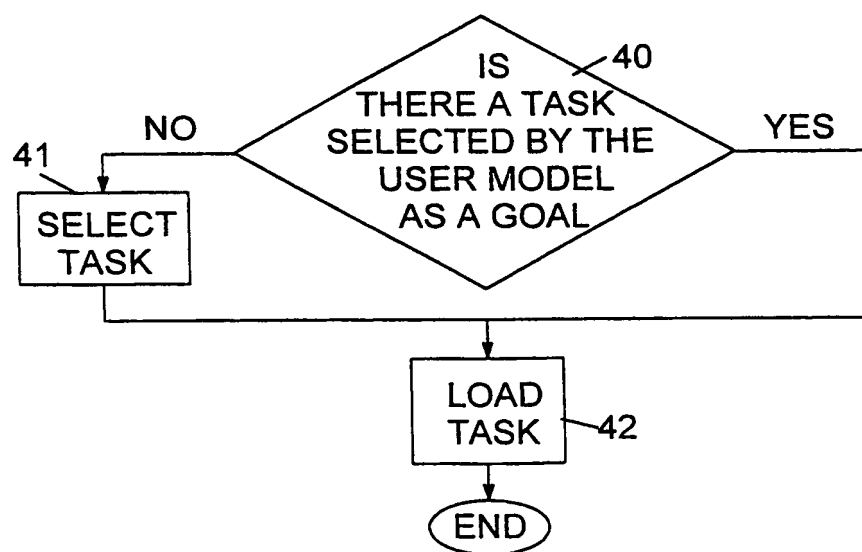 IS
THERE A TASK
SELECTED BY THE
USER MODEL
AS A GOAL
40
NO
YES
41
SELECT
TASK
LOAD
TASK
42
END